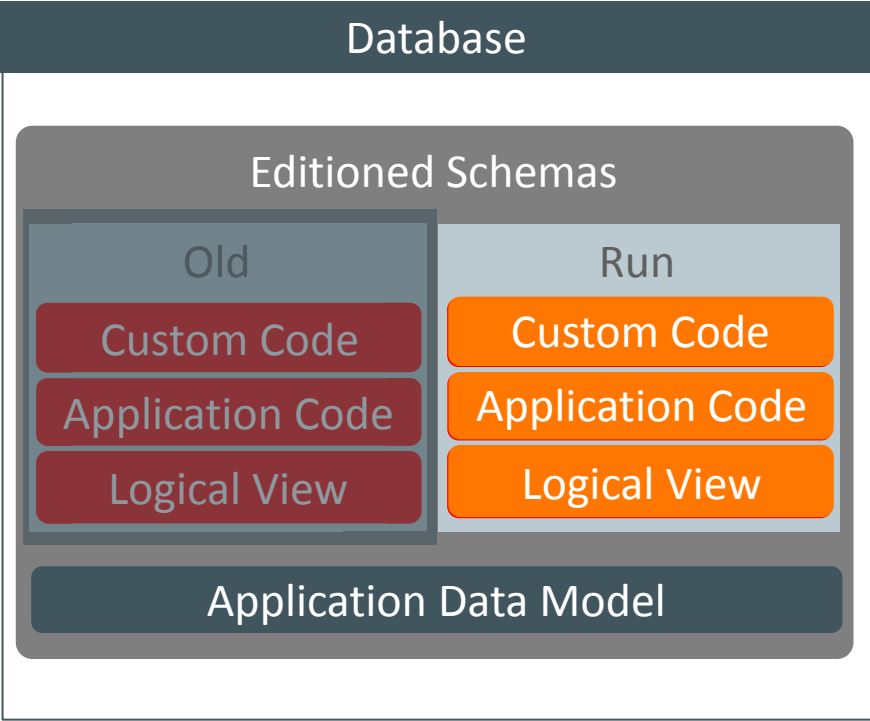 Database
Editioned Schemas
Old
Custom Code
Application Code
Logical View
Run
Custom Code
Application Code
Logical View
Application Data Model